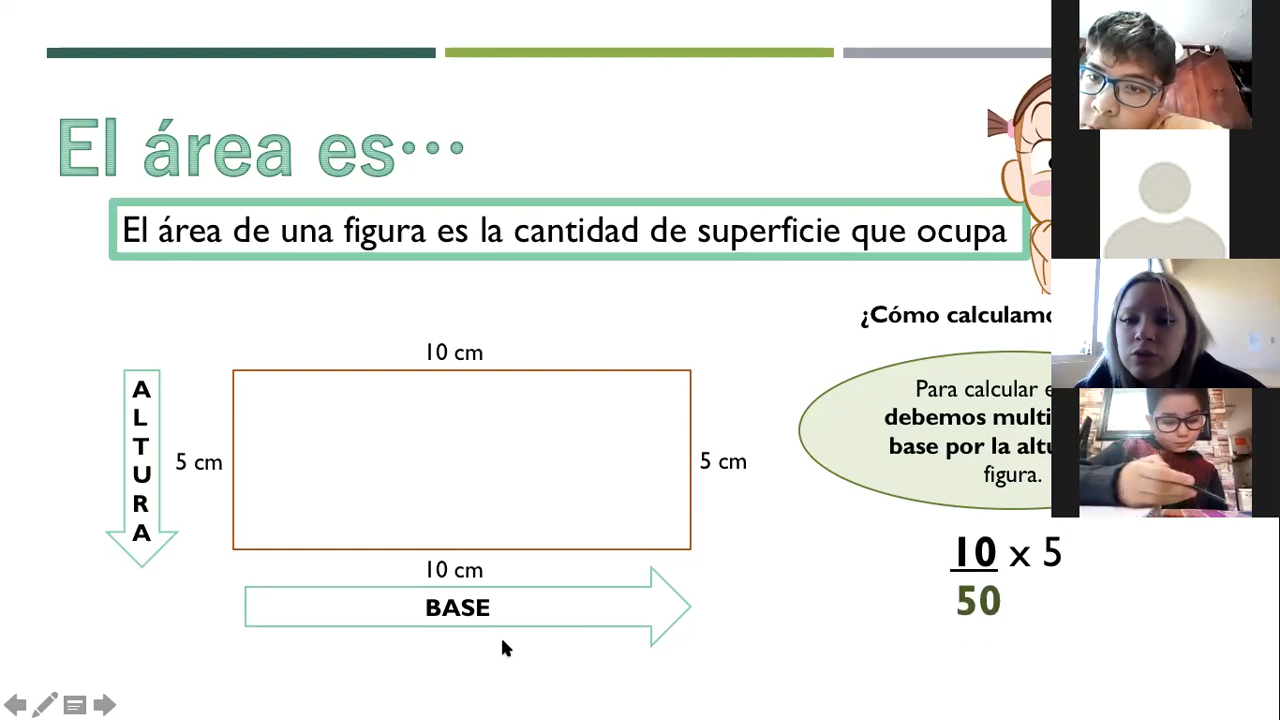 El área es...
El área de una figura es la cantidad de superficie que ocupa
¿Cómo calculamo
10 cm
ALTURA
5 cm
5 cm
Para calcular e
debemos multi
base por la altu
figura.
10 x 5
50
10 cm
BASE